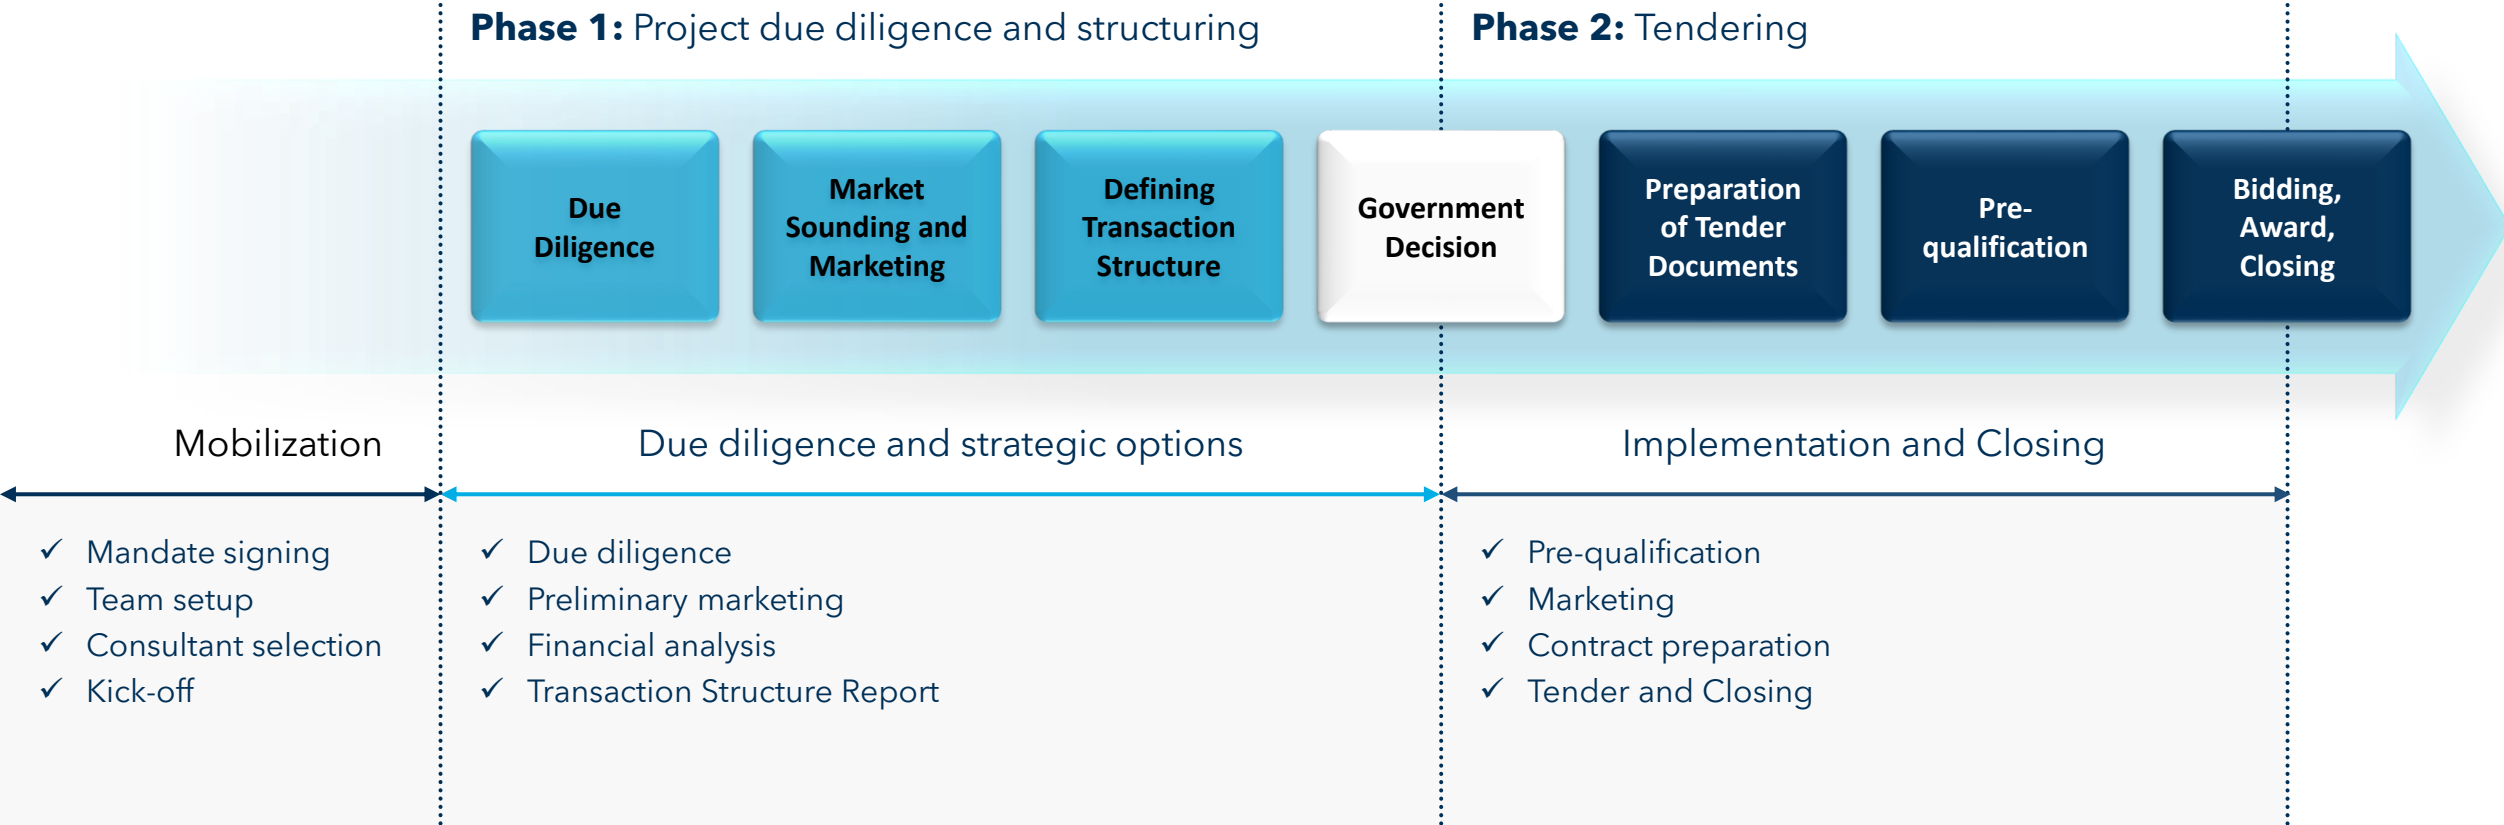 Phase 1: Project due diligence and structuring
Phase 2: Tendering
Due
Diligence
Market
Sounding and
Marketing
Defining
Transaction
Structure
Government
Decision
Preparation
of Tender
Documents
Pre-
qualification
Bidding,
Award,
Closing
Mobilization
Due diligence and strategic options
Implementation and Closing
✓ Mandate signing
✓ Team setup
✓ Consultant selection
✓ Kick-off
✓ Due diligence
✓ Preliminary marketing
✓ Financial analysis
✓ Transaction Structure Report
✓ Pre-qualification
✓ Marketing
✓ Contract preparation
✓ Tender and Closing